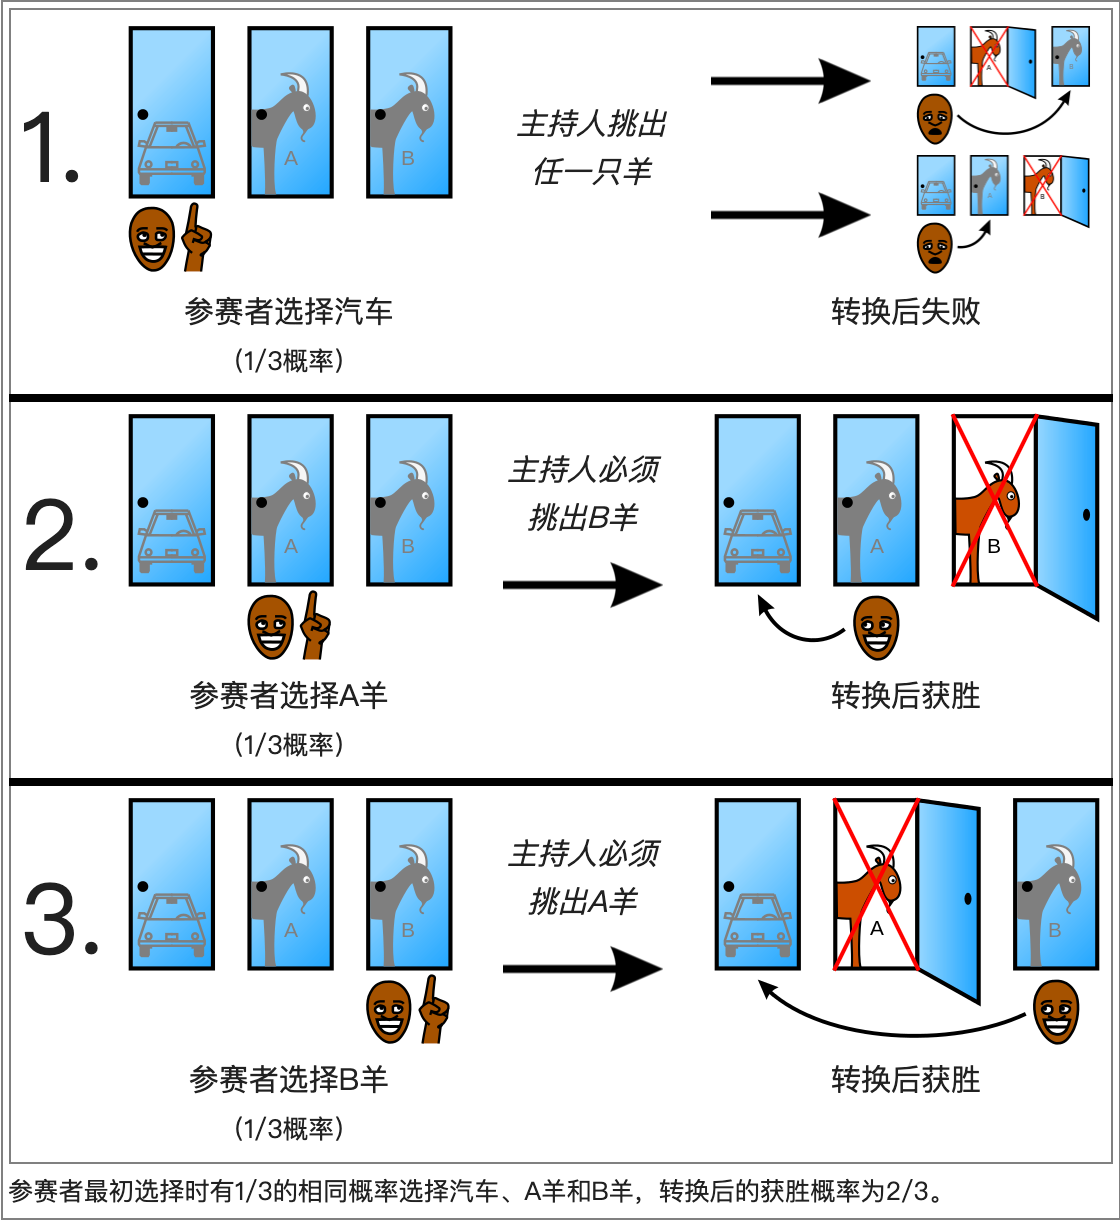 1.
A
B
主持人挑出
任一只羊
A
B
A
B
参赛者选择汽车
（1/3概率）
转换后失败
2.
A
B
主持人必须
挑出B羊
A
B
参赛者选择A羊
（1/3概率）
转换后获胜
3.
A
B
主持人必须
挑出A羊
A
B
参赛者选择B羊
（1/3概率）
转换后获胜
参赛者最初选择时有1/3的相同概率选择汽车、A羊和B羊，转换后的获胜概率为2/3。